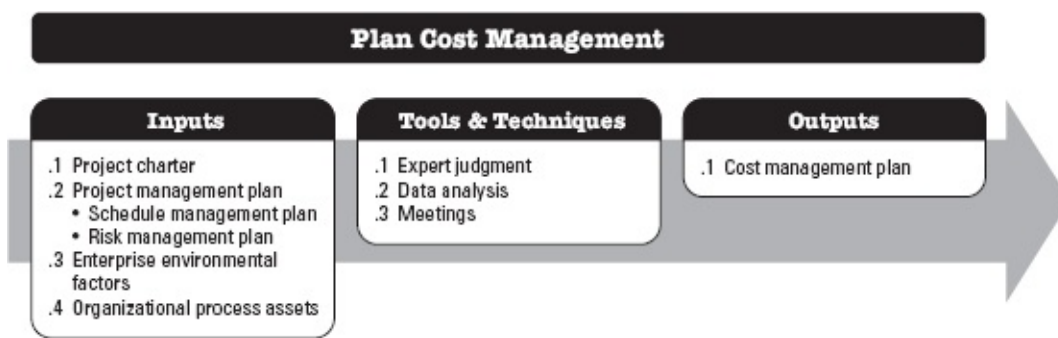 Plan Cost Management
Inputs
.1 Project charter
.2 Project management plan
• Schedule management plan
• Risk management plan
.3 Enterprise environmental
factors
.4 Organizational process assets
Tools & Techniques
.1 Expert judgment
.2 Data analysis
.3 Meetings
Outputs
.1 Cost management plan